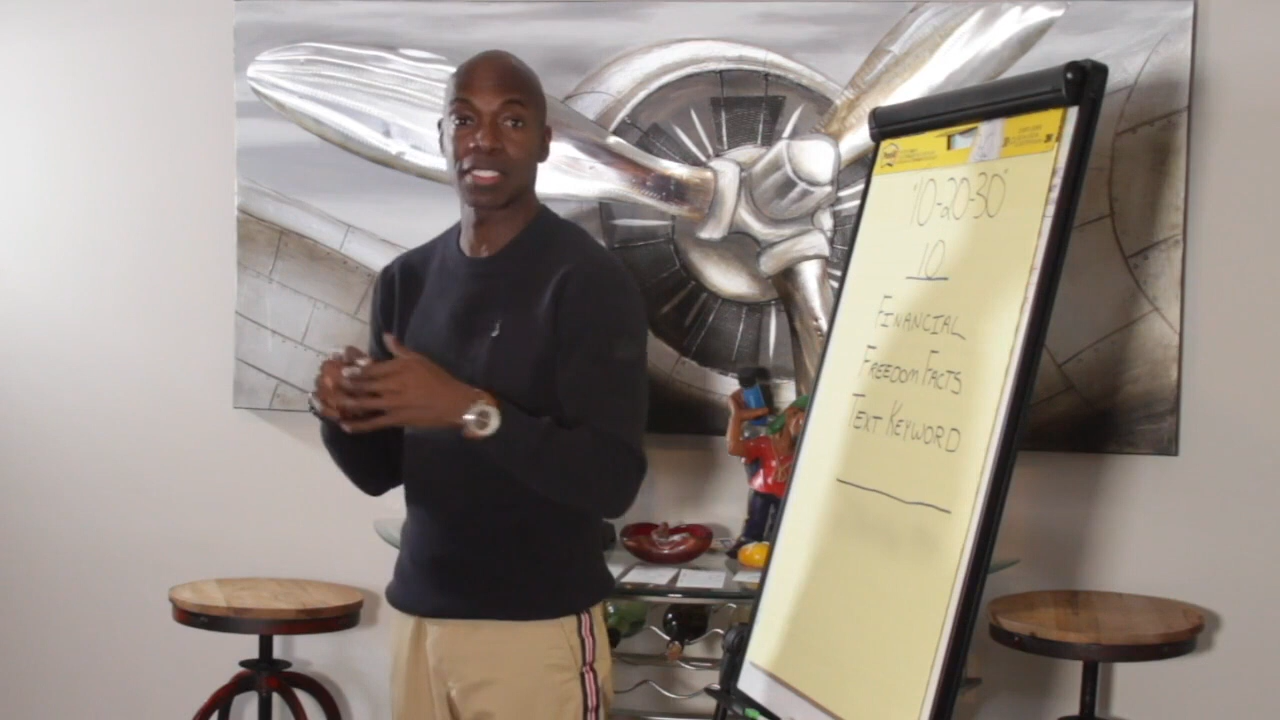 "10-20-30"
10
FINANCIAL
FREEDOM FACTS
TEXT KEYWORD